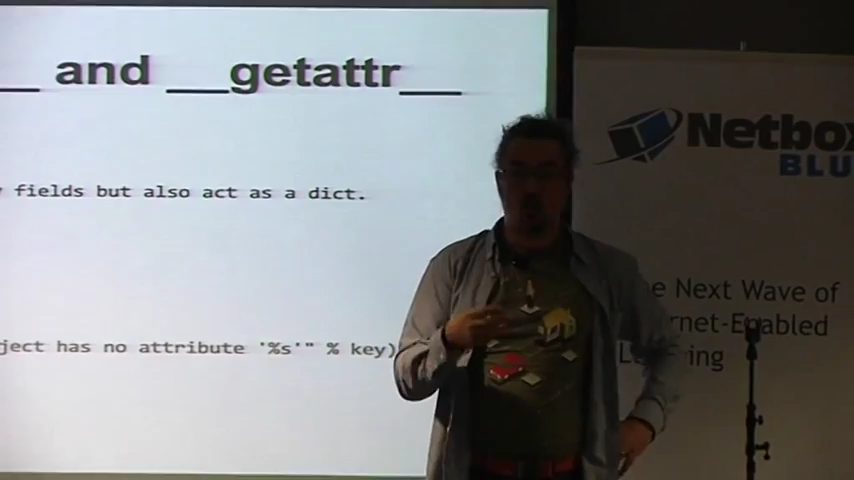 __ and __getattr__
fields but also act as a dict.
ject has no attribute '%s'" % key)
Netbox
BLU
Next Wave of
rnet-Enabled